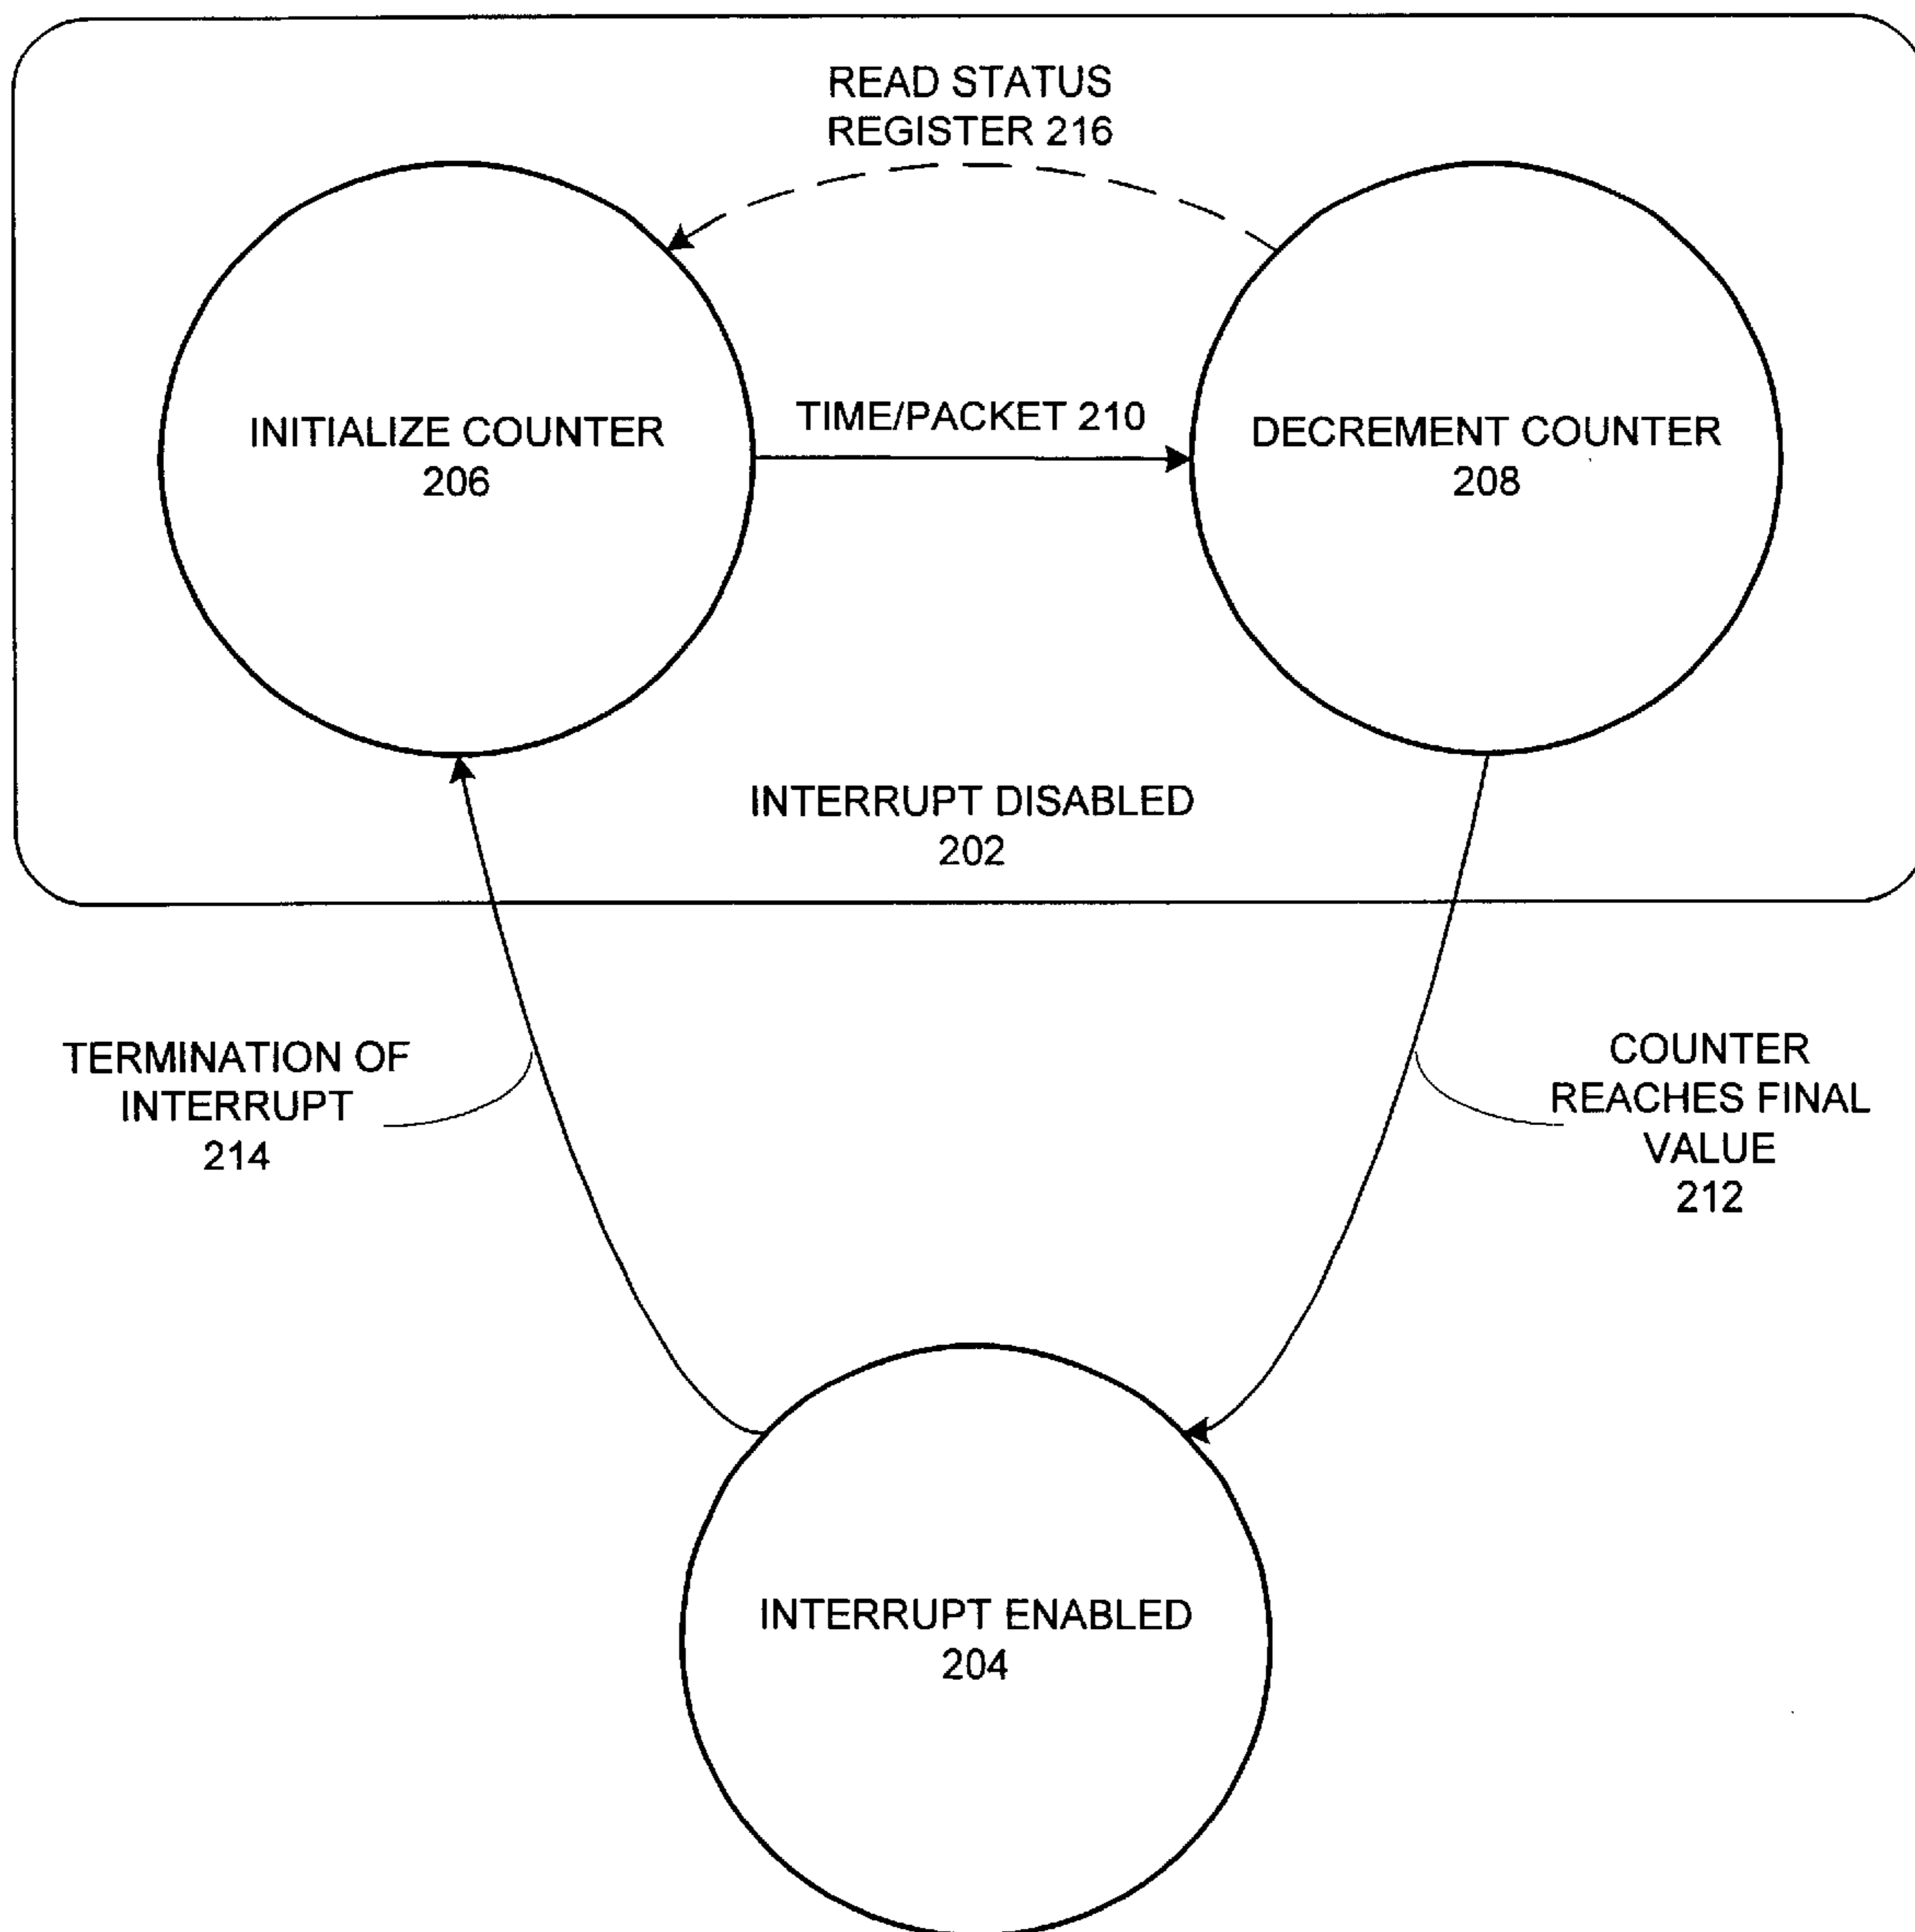 READ STATUS
REGISTER 216
INITIALIZE COUNTER
206
TIME/PACKET 210
DECREMENT COUNTER
208
INTERRUPT DISABLED
202
TERMINATION OF
INTERRUPT
214
COUNTER
REACHES FINAL
VALUE
212
INTERRUPT ENABLED
204